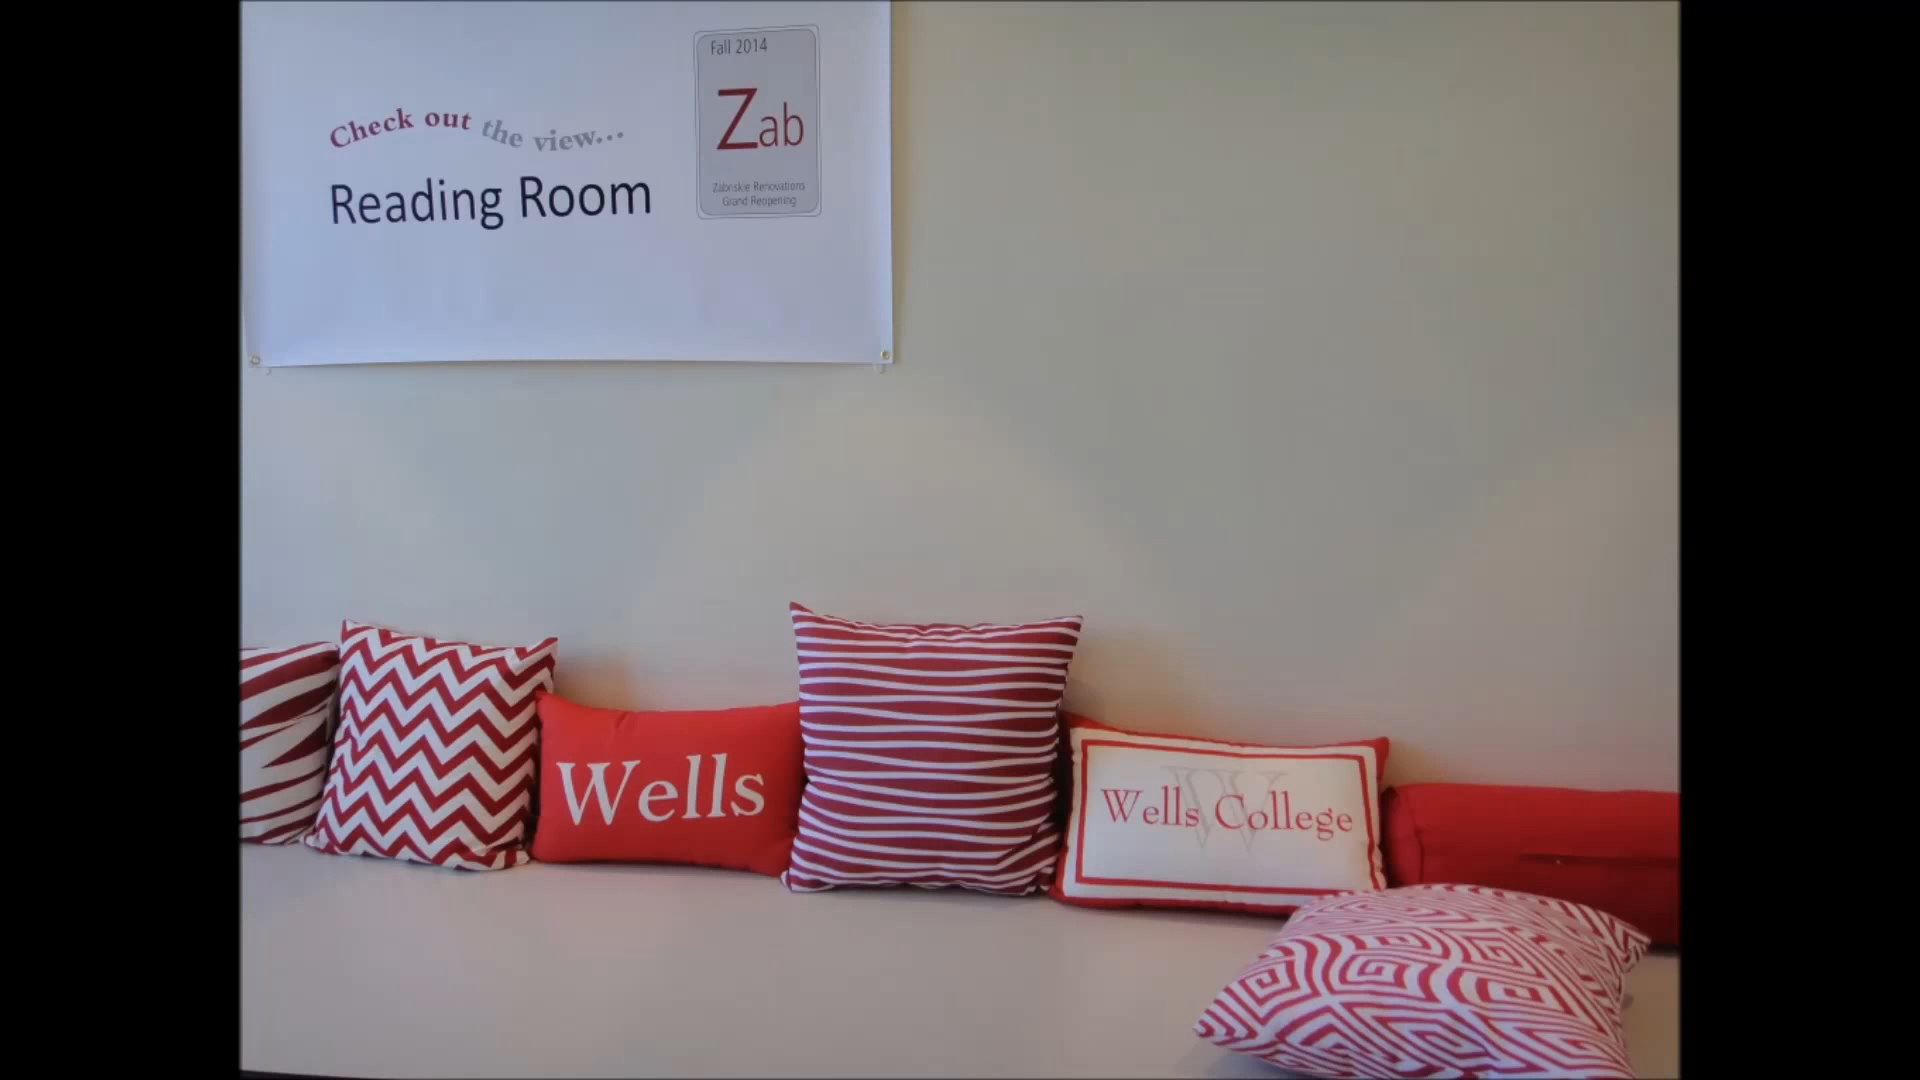 Check out the view...
Reading Room
Fall 2014
Zab
Zabriskie Renovations
Grand Reopening
Wells
W
Wells College